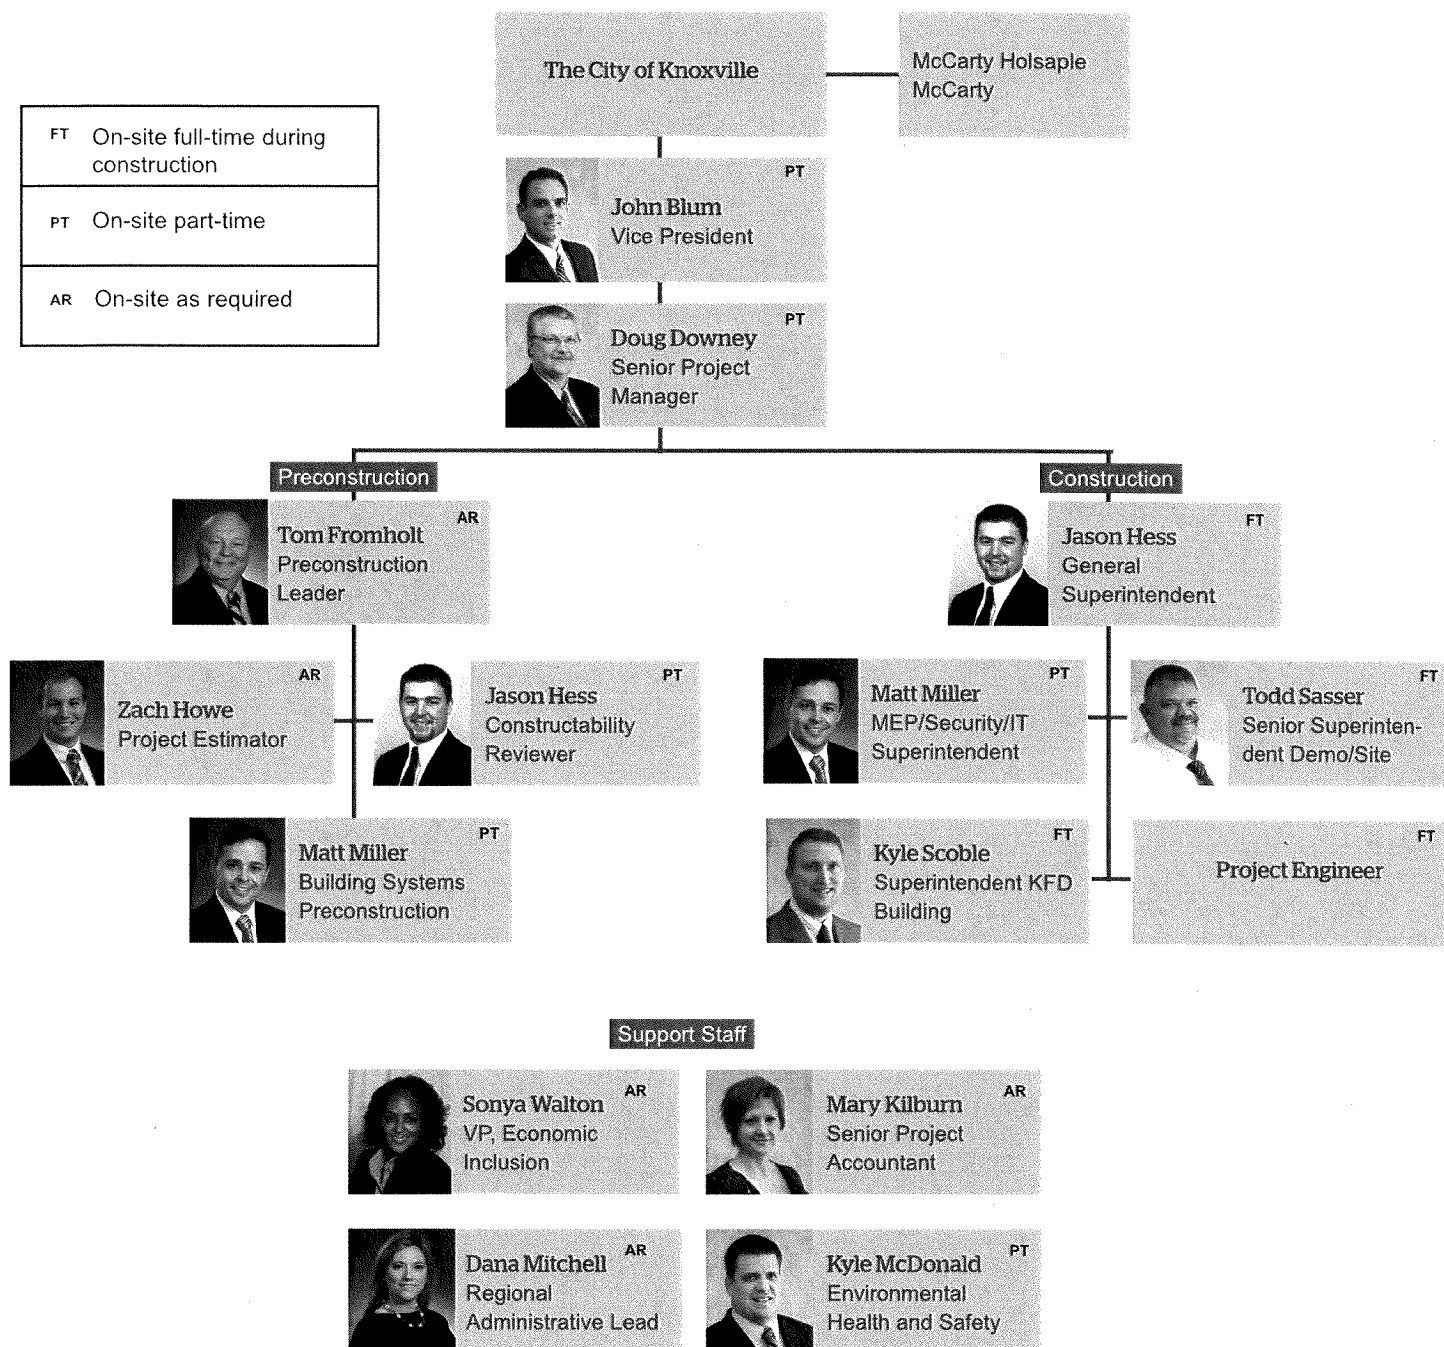 The City of Knoxville
McCarty Holsaple
McCarty
FT On-site full-time during
construction
PT On-site part-time
AR On-site as required
PT
John Blum
Vice President
PT
Doug Downey
Senior Project
Manager
Preconstruction
AR
Tom Fromholt
Preconstruction
Leader
AR
Zach Howe
Project Estimator
PT
Jason Hess
Constructability
Reviewer
PT
Matt Miller
Building Systems
Preconstruction
Construction
FT
Jason Hess
General
Superintendent
PT
Matt Miller
MEP/Security/IT
Superintendent
FT
Todd Sasser
Senior Superinten-
dent Demo/Site
FT
Kyle Scoble
Superintendent KFD
Building
FT
Project Engineer
Support Staff
AR
Sonya Walton
VP, Economic
Inclusion
AR
Mary Kilburn
Senior Project
Accountant
AR
Dana Mitchell
Regional
Administrative Lead
PT
Kyle McDonald
Environmental
Health and Safety